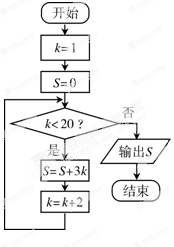 开始
k=1
S=0
k<20？
否
是
S=S+3k
k=k+2
输出S
结束